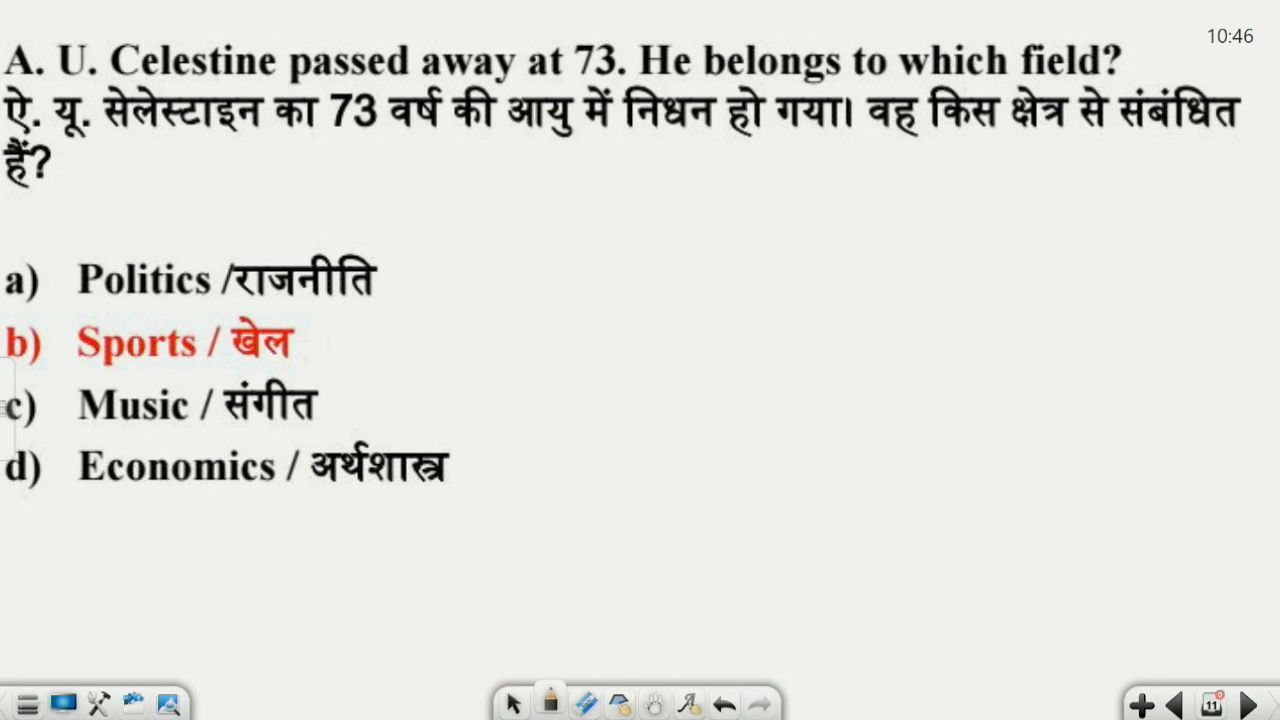 10:46
A. U. Celestine passed away at 73. He belongs to which field?
ऐ. यू. सेलेस्टाइन का 73 वर्ष की आयु में निधन हो गया। वह किस क्षेत्र से संबंधित
हैं?
a) Politics /राजनीति
b) Sports / खेल
c) Music / संगीत
d) Economics / अर्थशास्त्र
11